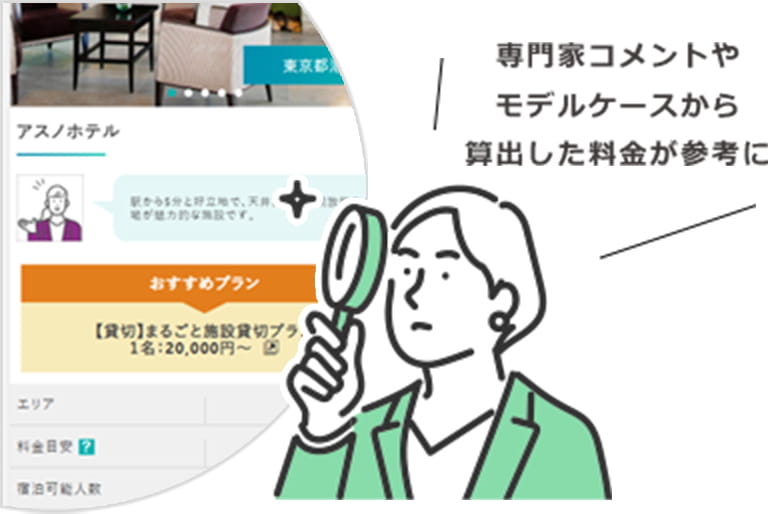 東京都
アスノホテル
駅から5分と好立地で、天井
地が魅力的な施設です。
おすすめプラン
【貸切】まるごと施設貸切プラ
1名:20,000円〜
エリア
料金目安 ?
宿泊可能人数
専門家コメントや
モデルケースから
算出した料金が参考に